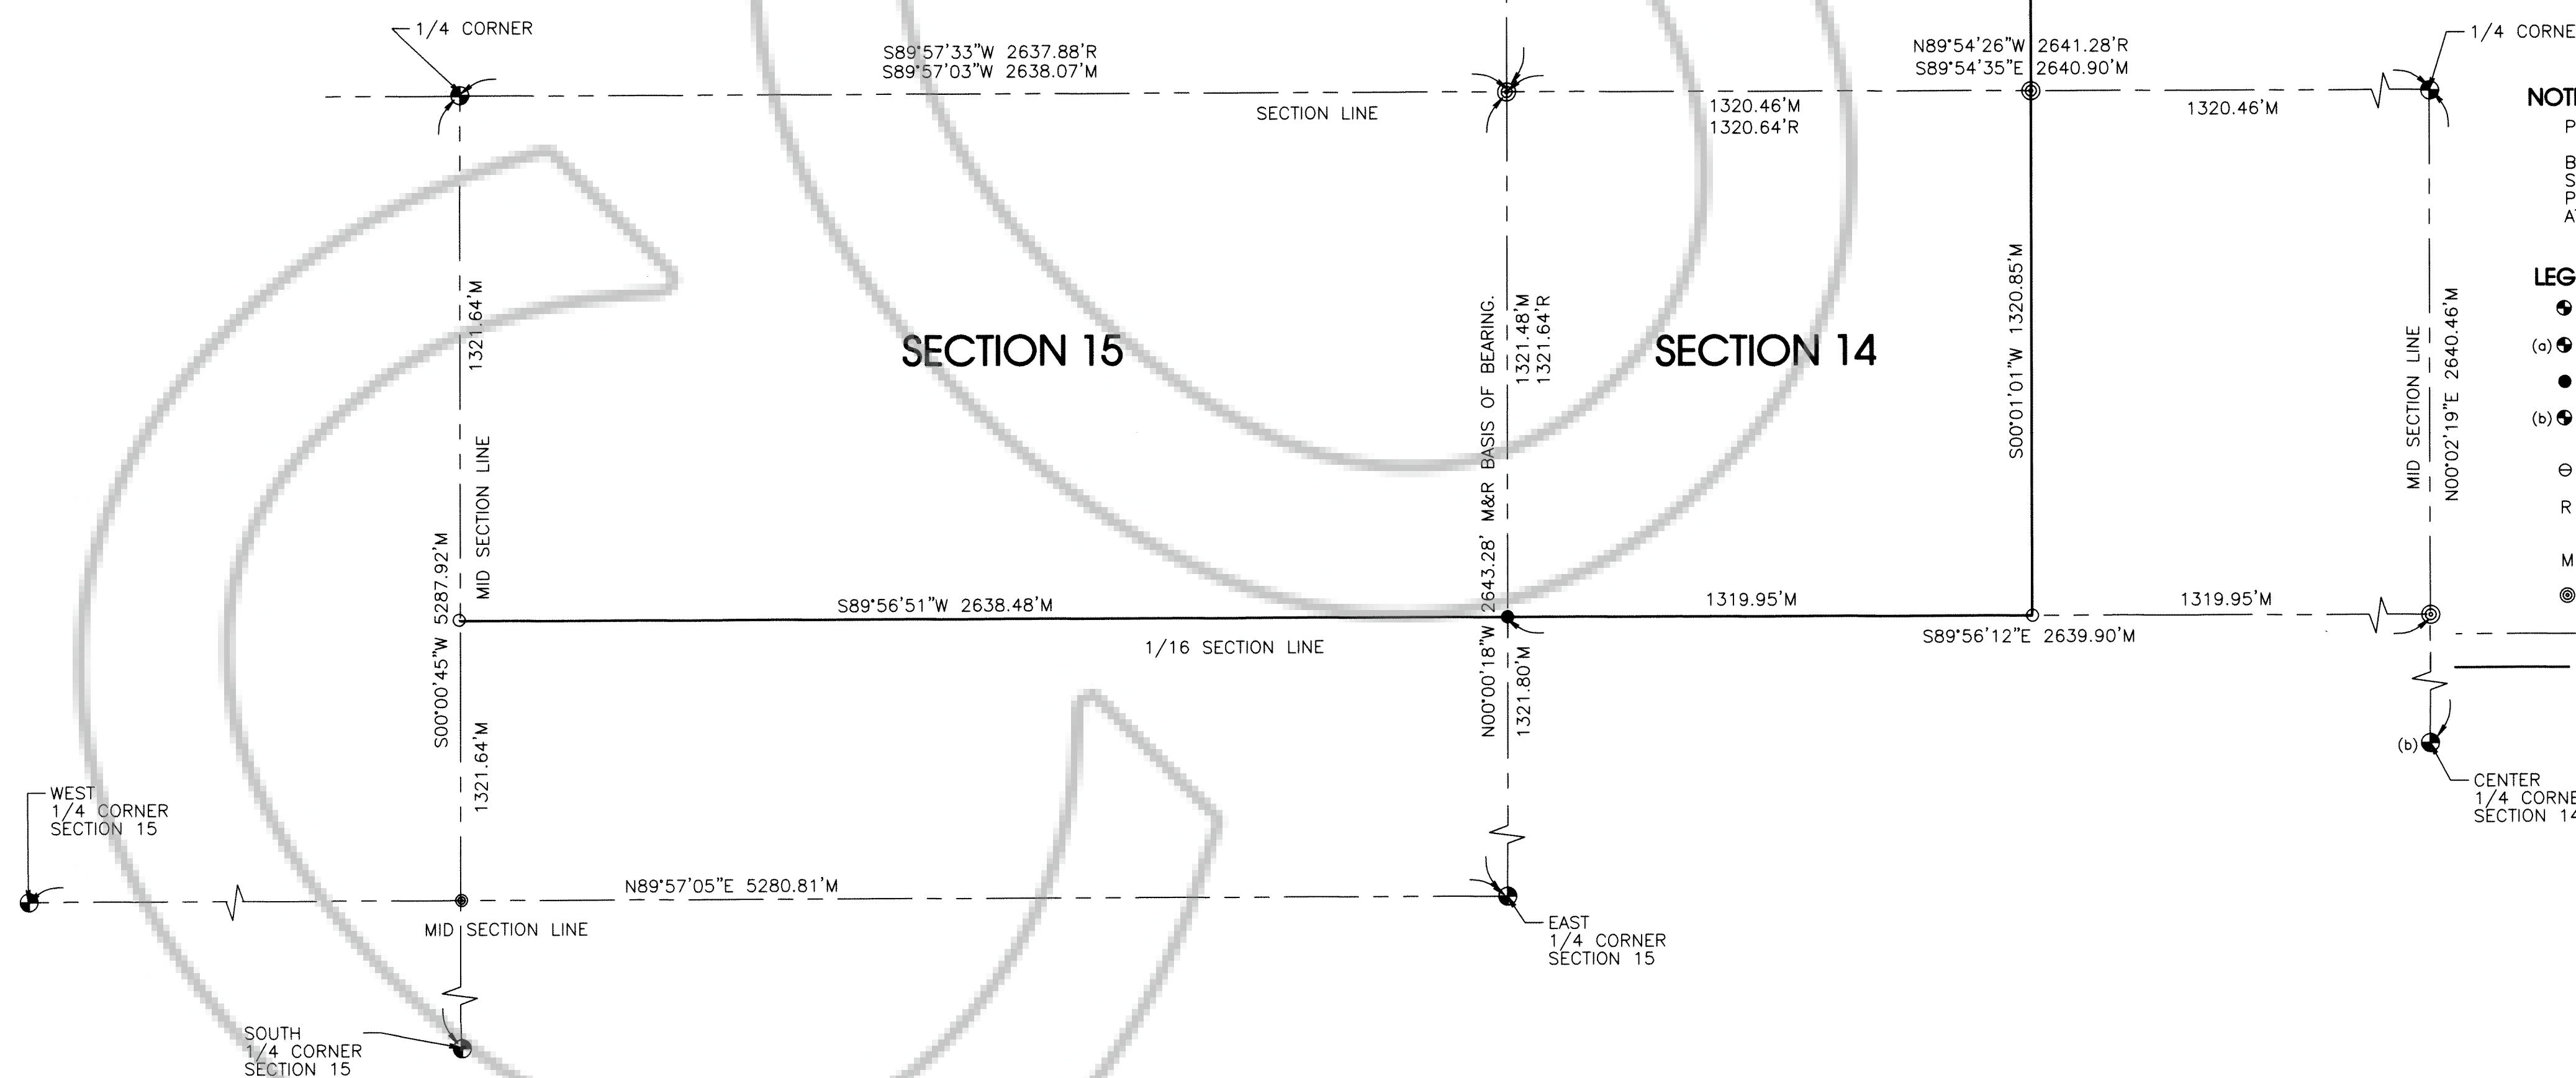 1/4 CORNER
S89°57'33"W 2637.88'R
S89°57'03"W 2638.07'M
N89°54'26"W 2641.28'R
S89°54'35"E 2640.90'M
1/4 CORNE
SECTION LINE
1320.46'M
1320.64'R
1320.46'M
NOT
P
B
S
P
A
1321.64'M
MID SECTION LINE
S00°00'45"W 5287.92'M
SECTION 15
N00°00'18"W 2643.28' M&R BASIS OF BEARING.
1321.48'M
1321.64'R
SECTION 14
S00°01'01"W 1320.85'M
MID SECTION LINE
N00°02'19"E 2640.46'M
LEG
(a)
(b)
R
M
S89°56'51"W 2638.48'M
1/16 SECTION LINE
1319.95'M
1319.95'M
S89°56'12"E 2639.90'M
1321.64'M
1321.80'M
(b)
CENTER
1/4 CORNE
SECTION 14
WEST
1/4 CORNER
SECTION 15
N89°57'05"E 5280.81'M
MID SECTION LINE
EAST
1/4 CORNER
SECTION 15
SOUTH
1/4 CORNER
SECTION 15